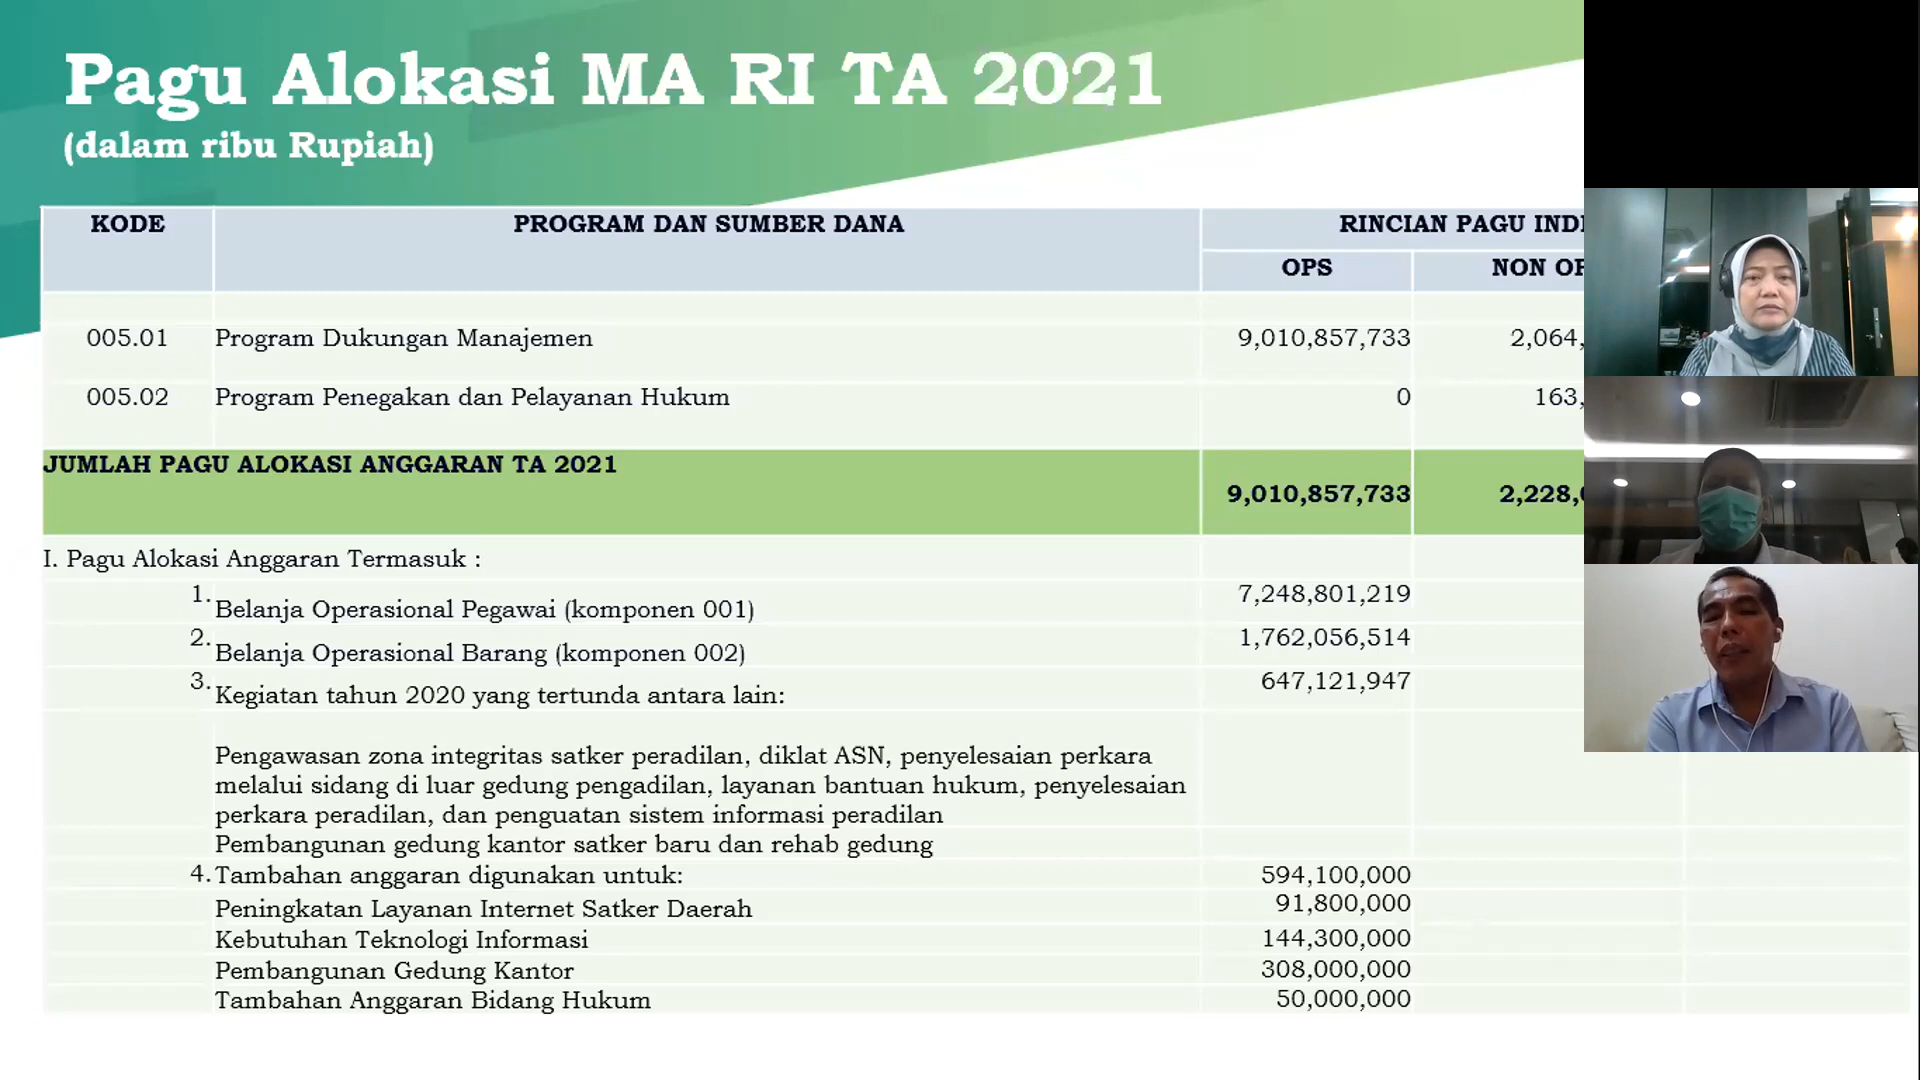 Pagu Alokasi MA RI TA 2021
(dalam ribu Rupiah)
KODE PROGRAM DAN SUMBER DANA RINCIAN PAGU
OPS NON
005.01 Program Dukungan Manajemen 9,010,857,733 2,064,
005.02 Program Penegakan dan Pelayanan Hukum 0 163,
JUMLAH PAGU ALOKASI ANGGARAN TA 2021
9,010,857,733 2,228,
I. Pagu Alokasi Anggaran Termasuk :
1. Belanja Operasional Pegawai (komponen 001) 7,248,801,219
2. Belanja Operasional Barang (komponen 002) 1,762,056,514
3. Kegiatan tahun 2020 yang tertunda antara lain: 647,121,947
Pengawasan zona integritas satker peradilan, diklat ASN, penyelesaian perkara
melalui sidang di luar gedung pengadilan, layanan bantuan hukum, penyelesaian
perkara peradilan, dan penguatan sistem informasi peradilan
Pembangunan gedung kantor satker baru dan rehab gedung
4. Tambahan anggaran digunakan untuk: 594,100,000
Peningkatan Layanan Internet Satker Daerah 91,800,000
Kebutuhan Teknologi Informasi 144,300,000
Pembangunan Gedung Kantor 308,000,000
Tambahan Anggaran Bidang Hukum 50,000,000